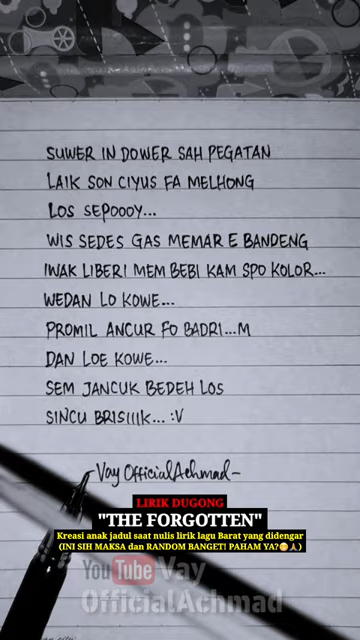 SUWER IN DOWER SAH PEGATAN
LAIK SON CIYUS FA MELHONG
LOS SEPOOOY...
WIS SEDES GAS MEMAR E BANDENG
IWAK LIBERI MEM BEBI KAM SPO KOLOR...
WEDAN LO KOWE...
PROMIL ANCUR FO BADRI...M
DAN LOE KOWE...
SEM JANCUK BEDEH LOS
SINCU BRISIIIK... :V
-Vay OfficialAchmad-
LIRIK DUGONG
"THE FORGOTTEN"
Kreasi anak jadul saat nulis lirik lagu Barat yang didengar
(INI SIH MAKSA dan RANDOM BANGET! PAHAM YA?😁🙏)
YouTube Vay
OfficialAchmad